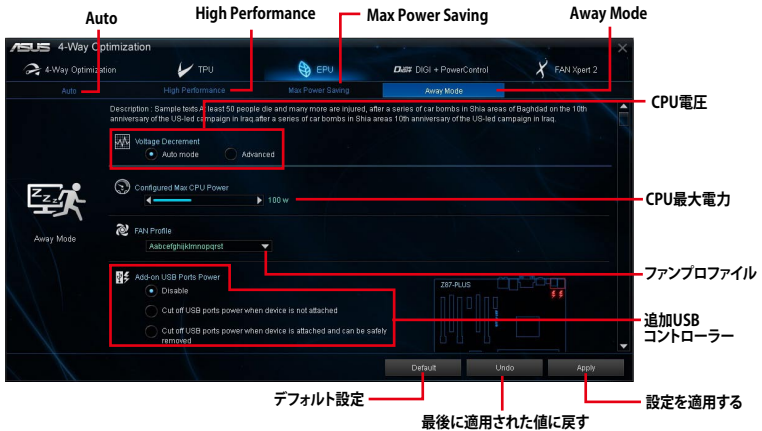 Auto
High Performance
Max Power Saving
Away Mode
ASUS 4-Way Optimization
4-Way Optimization
TPU
EPU
DIGI + PowerControl
FAN Xpert 2
Auto
High Performance
Max Power Saving
Away Mode
Description : Sample texts At least 50 people die and many more are injured, after a series of car bombs in Shia areas of Baghdad on the 10th
anniversary of the US-led campaign in Iraq.after a series of car bombs in Shia areas 10th anniversary of the US-led campaign in Iraq.
CPU電圧
Voltage Decrement
Auto mode
Advanced
Configured Max CPU Power
100 w
CPU最大電力
Zzz
Away Mode
FAN Profile
Aabcefghijklmnopqrst
ファンプロファイル
Add-on USB Ports Power
Disable
Cut off USB ports power when device is not attached
Cut off USB ports power when device is attached and can be safely
removed
Z87-PLUS
追加USB
コントローラー
Default
Undo
Apply
デフォルト設定
最後に適用された値に戻す
設定を適用する